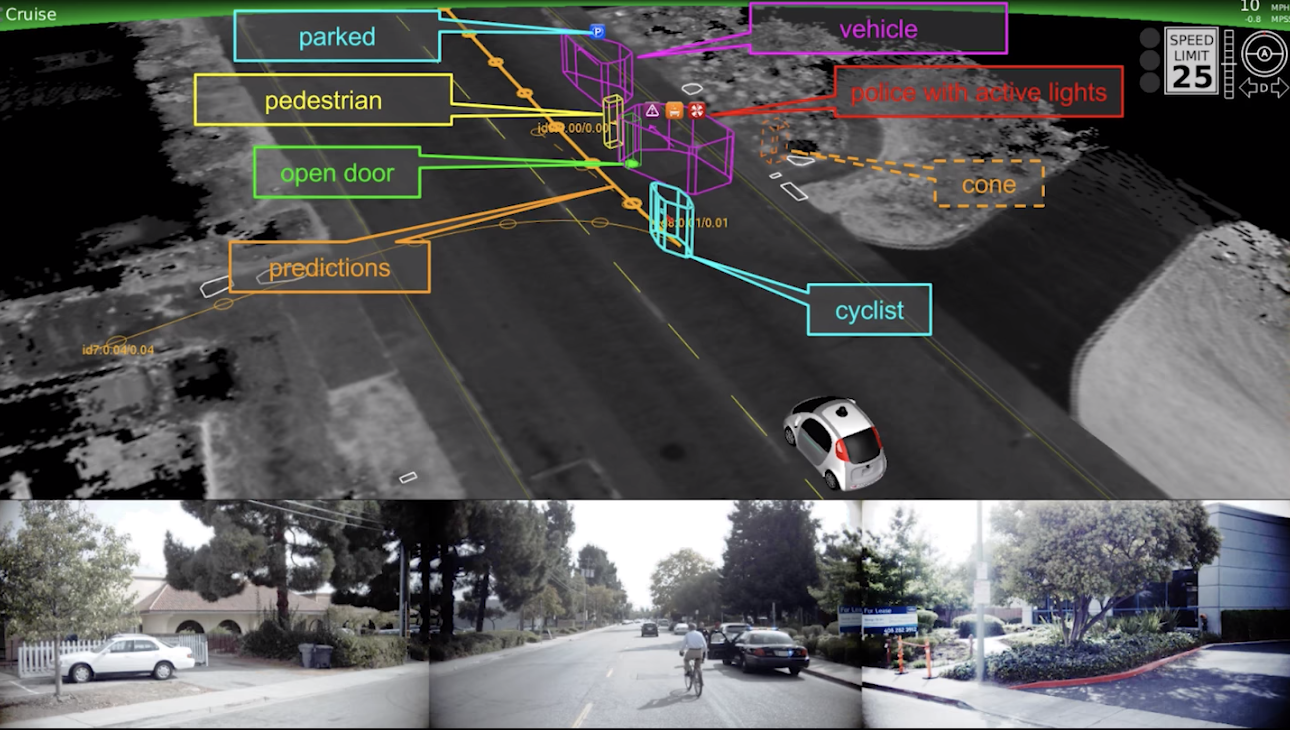 Cruise
10 MPH
-0.8 MPS
parked
P
vehicle
SPEED
LIMIT
25
A
D
pedestrian
police with active lights
open door
cone
predictions
cyclist
For Lease